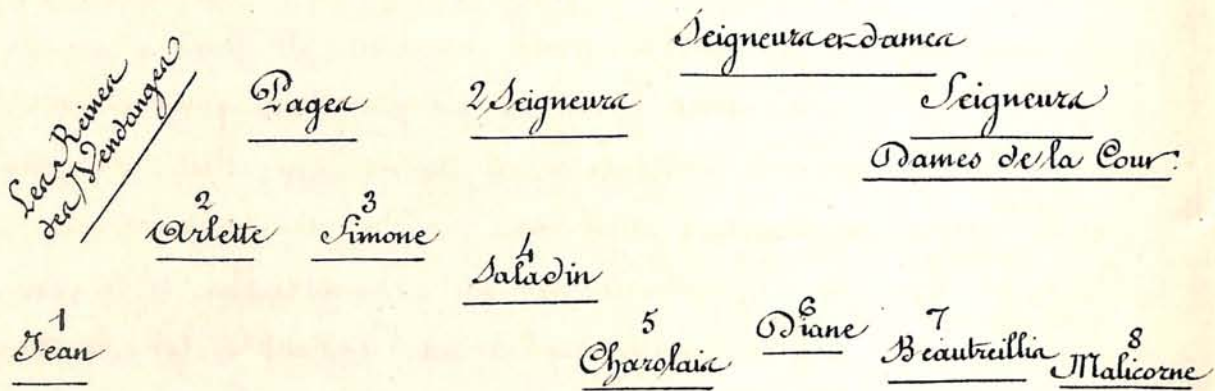 Seigneurs et dames
Les Reines
des Vendanges
Pages
2 Seigneurs
Seigneurs
Dames de la Cour.
2
Arlette
3
Simone
4
Saladin
1
Jean
5
Charolais
6
Diane
7
Beautreillis
8
Malicorne